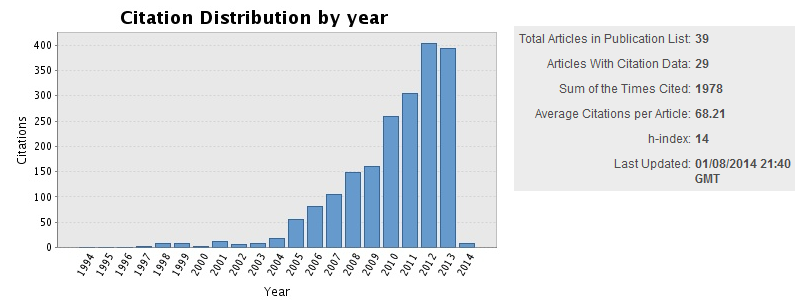 Citation Distribution by year
Citations
400
350
300
250
200
150
100
50
0
1994 1995 1996 1997 1998 1999 2000 2001 2002 2003 2004 2005 2006 2007 2008 2009 2010 2011 2012 2013 2014
Year
Total Articles in Publication List: 39
Articles With Citation Data: 29
Sum of the Times Cited: 1978
Average Citations per Article: 68.21
h-index: 14
Last Updated: 01/08/2014 21:40
GMT